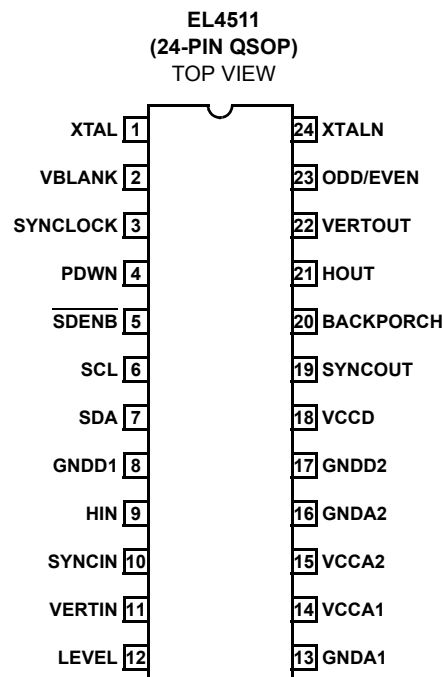 EL4511
(24-PIN QSOP)
TOP VIEW
XTAL 1 24 XTALN
VBLANK 2 23 ODD/EVEN
SYNCLOCK 3 22 VERTOUT
PDWN 4 21 HOUT
SDENB 5 20 BACKPORCH
SCL 6 19 SYNCOUT
SDA 7 18 VCCD
GNDD1 8 17 GNDD2
HIN 9 16 GNDA2
SYNCIN 10 15 VCCA2
VERTIN 11 14 VCCA1
LEVEL 12 13 GNDA1